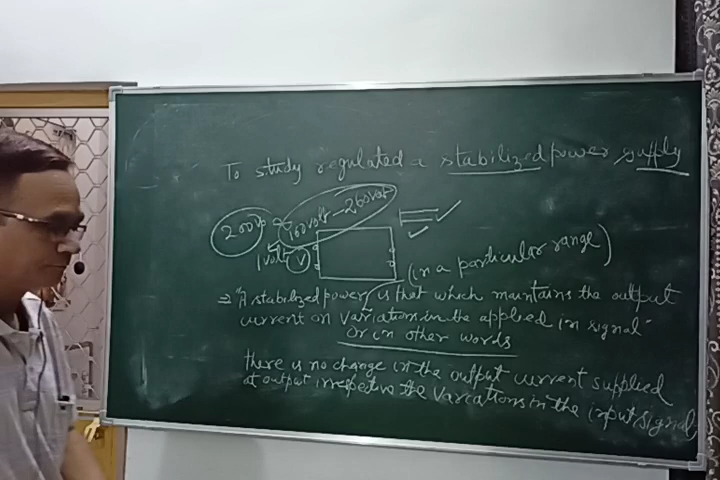 To study regulated a stabilized power supply
200vo 160volt - 260volt
1volt V
(in a particular range)
⇒ "A stabilized power is that which maintains the output
current on variation in the applied in signal"
Or in other words
there is no change in the output current supplied
at output irrespective the Variations in the input signal,